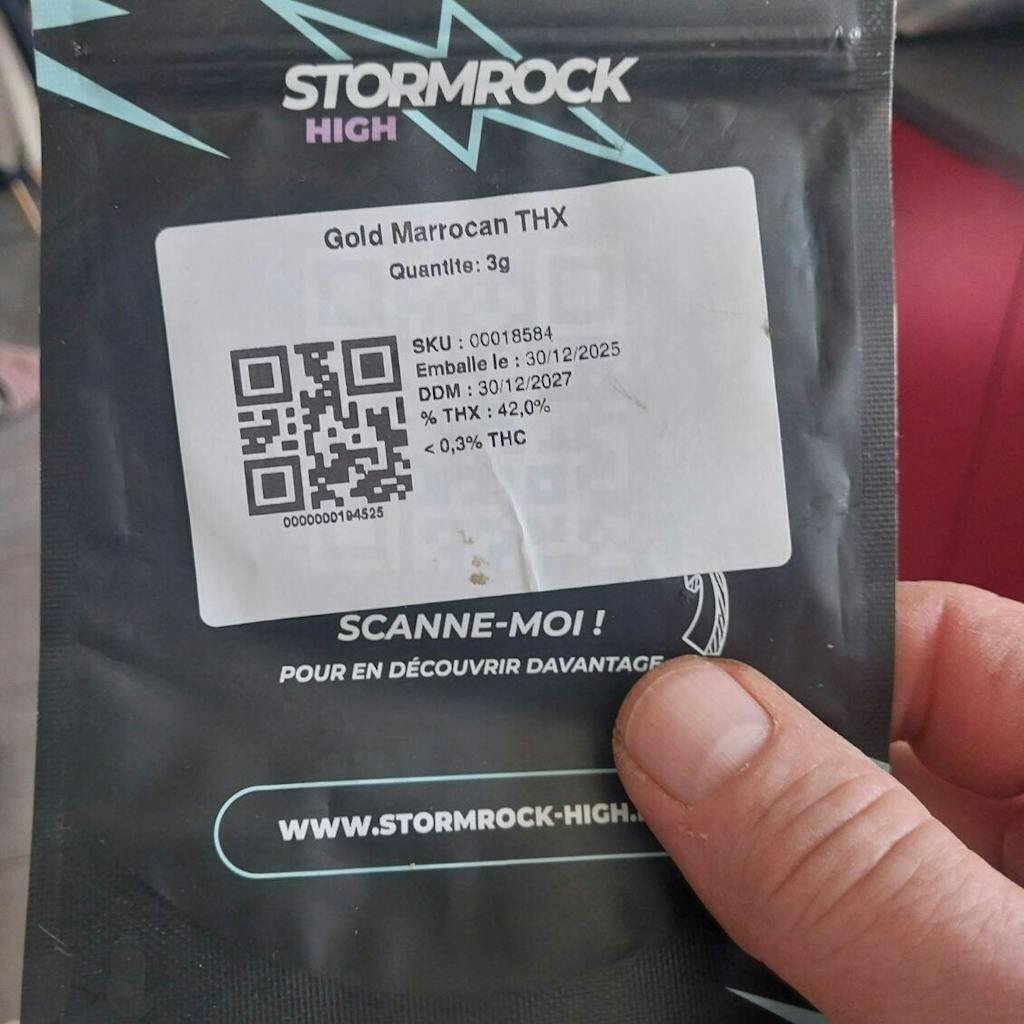 STORMROCK
HIGH
Gold Marrocan THX
Quantite: 3g
SKU : 00018584
Emballe le : 30/12/2025
DDM : 30/12/2027
% THX : 42,0%
< 0,3% THC
0000000194525
SCANNE-MOI !
POUR EN DÉCOUVRIR DAVANTAGE
WWW.STORMROCK-HIGH.